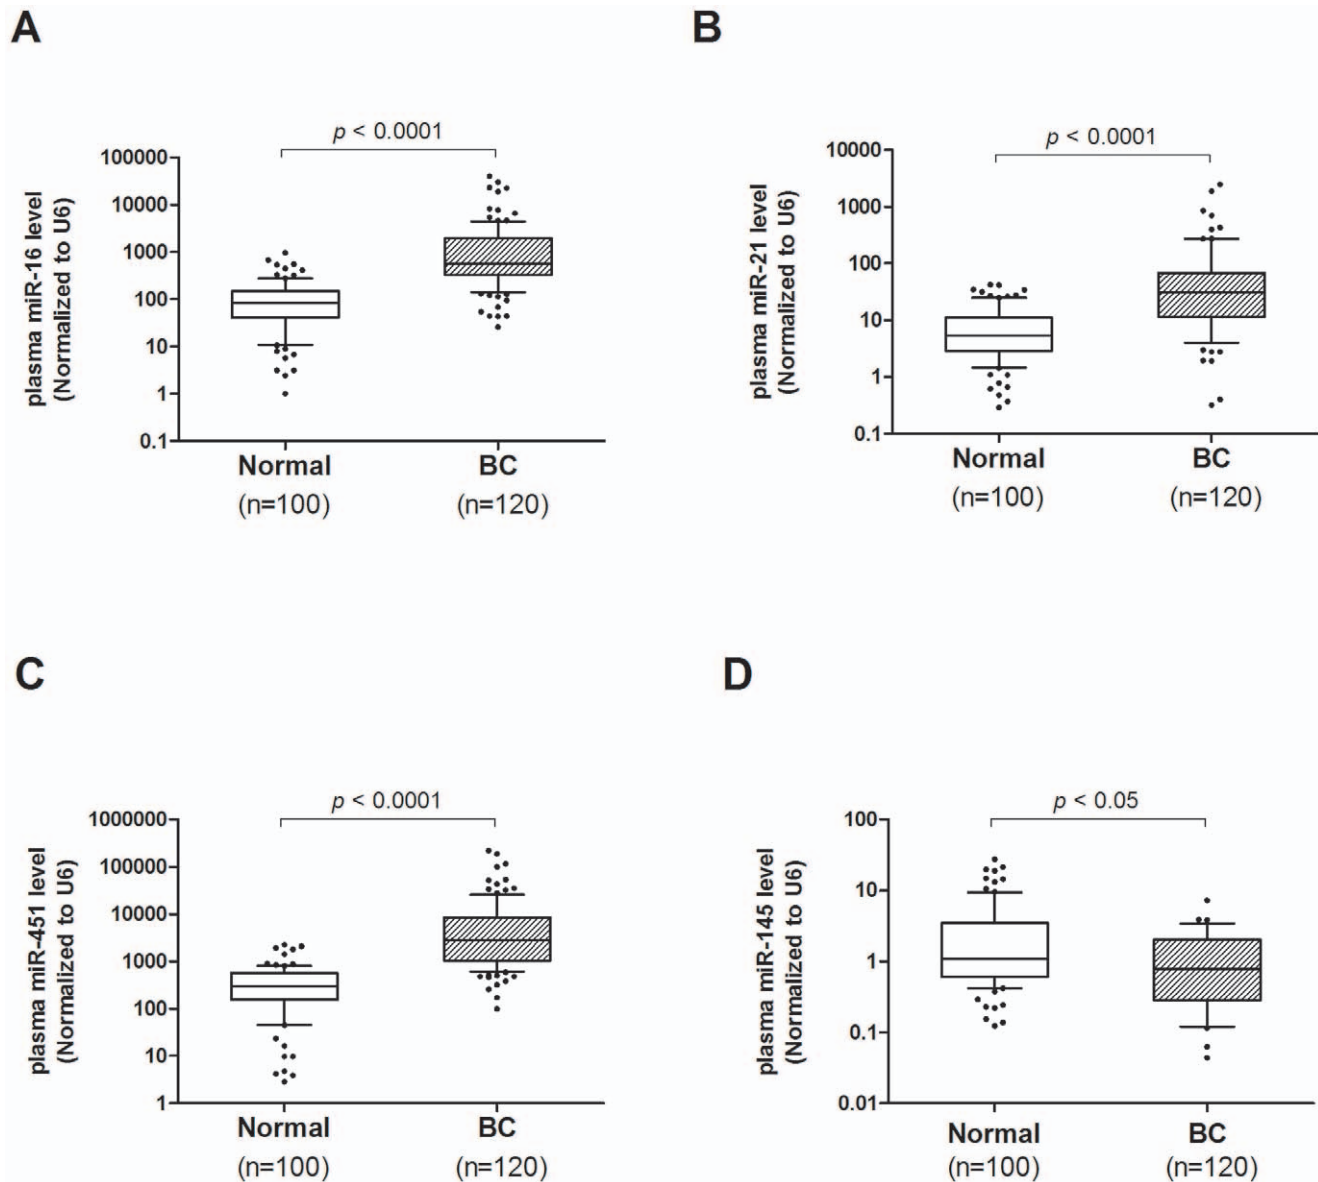 A
p < 0.0001
plasma miR-16 level
(Normalized to U6)
100000
10000
1000
100
10
1
0.1
Normal
BC
(n=100)
(n=120)
B
p < 0.0001
plasma miR-21 level
(Normalized to U6)
10000
1000
100
10
1
0.1
Normal
BC
(n=100)
(n=120)
C
p < 0.0001
plasma miR-451 level
(Normalized to U6)
1000000
100000
10000
1000
100
10
1
Normal
BC
(n=100)
(n=120)
D
p < 0.05
plasma miR-145 level
(Normalized to U6)
100
10
1
0.1
0.01
Normal
BC
(n=100)
(n=120)